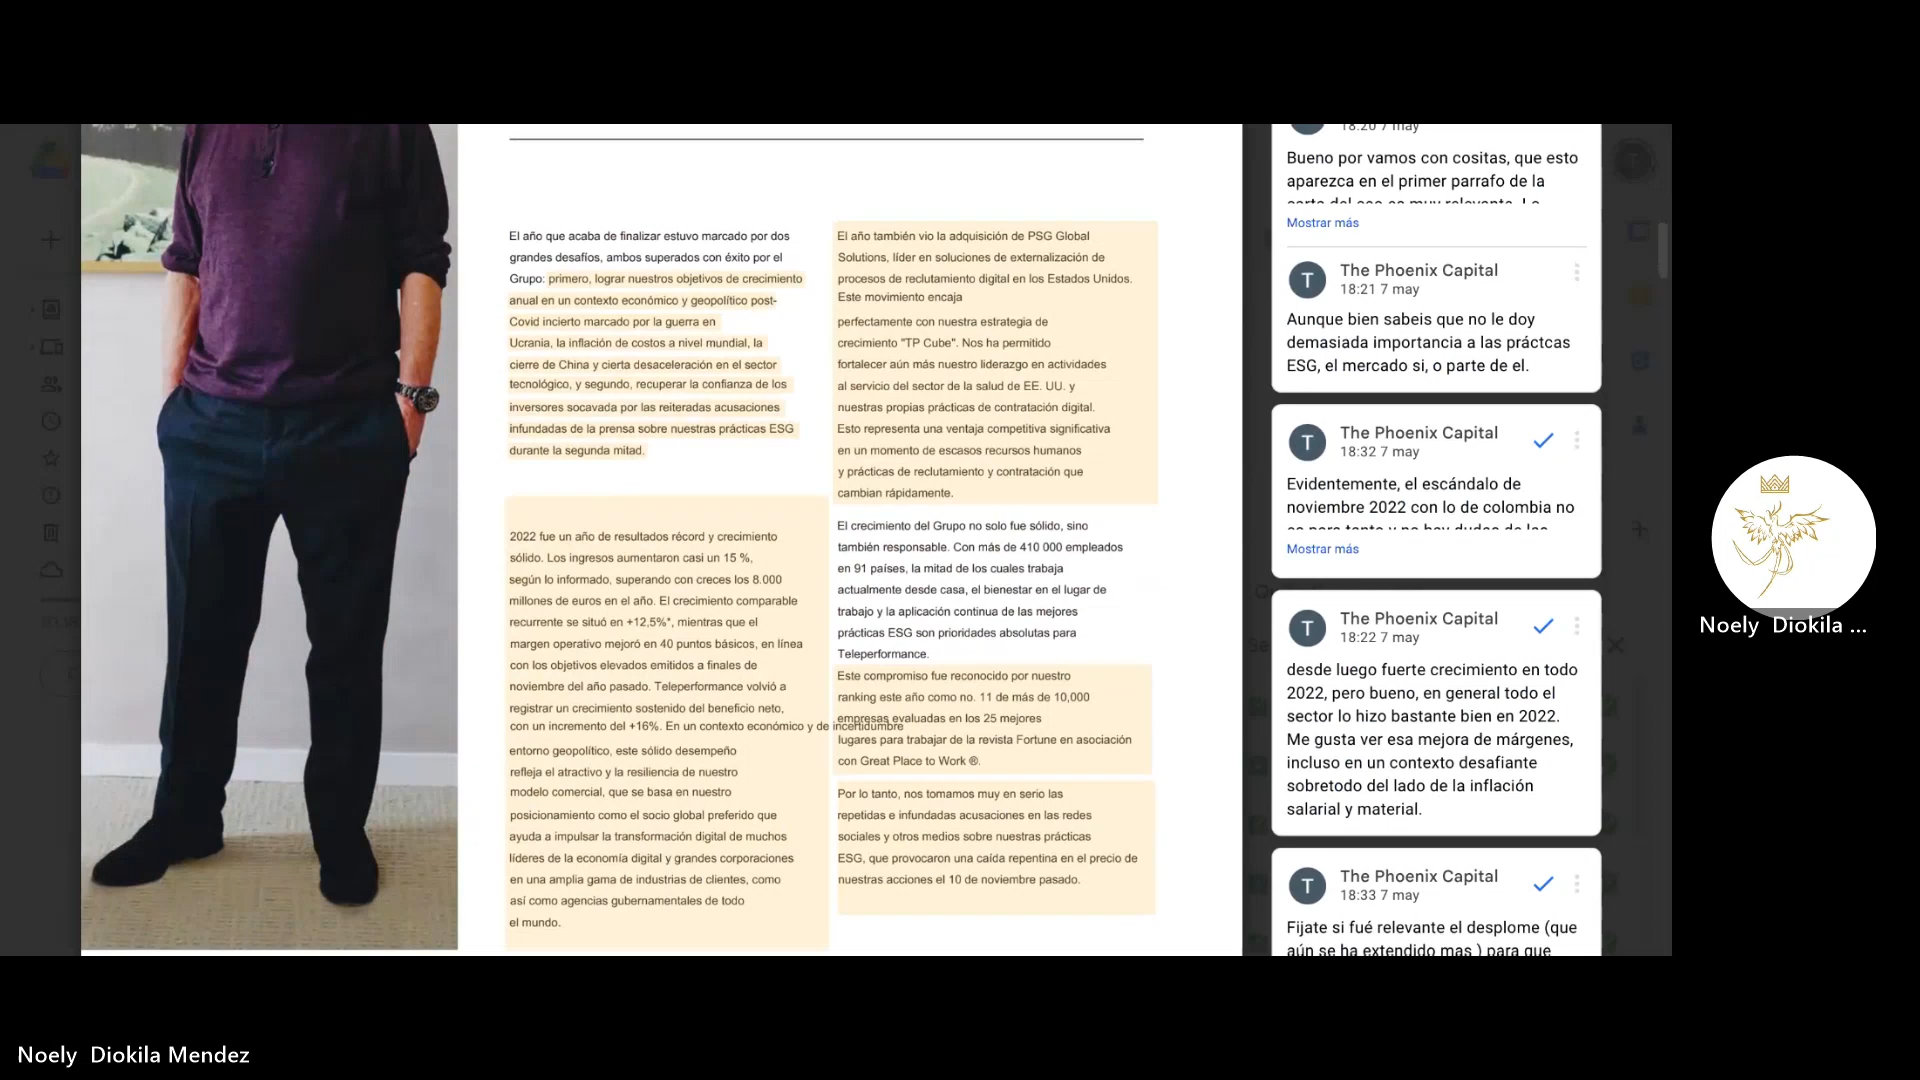 El año que acaba de finalizar estuvo marcado por dos
grandes desafíos, ambos superados con éxito por el
Grupo: primero, lograr nuestros objetivos de crecimiento
anual en un contexto económico y geopolítico post-
Covid incierto marcado por la guerra en
Ucrania, la inflación de costos a nivel mundial, la
cierre de China y cierta desaceleración en el sector
tecnológico, y segundo, recuperar la confianza de los
inversores socavada por las reiteradas acusaciones
infundadas de la prensa sobre nuestras prácticas ESG
durante la segunda mitad.
2022 fue un año de resultados récord y crecimiento
sólido. Los ingresos aumentaron casi un 15 %,
según lo informado, superando con creces los 8.000
millones de euros en el año. El crecimiento comparable
recurrente se situó en +12,5%*, mientras que el
margen operativo mejoró en 40 puntos básicos, en línea
con los objetivos elevados emitidos a finales de
noviembre del año pasado. Teleperformance volvió a
registrar un crecimiento sostenido del beneficio neto,
con un incremento del +16%. En un contexto económico y de incertidumbre
entorno geopolítico, este sólido desempeño
refleja el atractivo y la resiliencia de nuestro
modelo comercial, que se basa en nuestro
posicionamiento como el socio global preferido que
ayuda a impulsar la transformación digital de muchos
líderes de la economía digital y grandes corporaciones
en una amplia gama de industrias de clientes, como
así como agencias gubernamentales de todo
el mundo.
El año también vio la adquisición de PSG Global
Solutions, líder en soluciones de externalización de
procesos de reclutamiento digital en los Estados Unidos.
Este movimiento encaja
perfectamente con nuestra estrategia de
crecimiento "TP Cube". Nos ha permitido
fortalecer aún más nuestro liderazgo en actividades
al servicio del sector de la salud de EE. UU. y
nuestras propias prácticas de contratación digital.
Esto representa una ventaja competitiva significativa
en un momento de escasos recursos humanos
y prácticas de reclutamiento y contratación que
cambian rápidamente.
El crecimiento del Grupo no solo fue sólido, sino
también responsable. Con más de 410 000 empleados
en 91 países, la mitad de los cuales trabaja
actualmente desde casa, el bienestar en el lugar de
trabajo y la aplicación continua de las mejores
prácticas ESG son prioridades absolutas para
Teleperformance.
Este compromiso fue reconocido por nuestro
ranking este año como no. 11 de más de 10,000
empresas evaluadas en los 25 mejores
lugares para trabajar de la revista Fortune en asociación
con Great Place to Work ®.
Por lo tanto, nos tomamos muy en serio las
repetidas e infundadas acusaciones en las redes
sociales y otros medios sobre nuestras prácticas
ESG, que provocaron una caída repentina en el precio de
nuestras acciones el 10 de noviembre pasado.
18:20 7 may
Bueno por vamos con cositas, que esto
aparezca en el primer parrafo de la
Mostrar más
T
The Phoenix Capital
18:21 7 may
Aunque bien sabeis que no le doy
demasiada importancia a las práctcas
ESG, el mercado si, o parte de el.
T
The Phoenix Capital
18:32 7 may
Evidentemente, el escándalo de
noviembre 2022 con lo de colombia no
Mostrar más
T
The Phoenix Capital
18:22 7 may
desde luego fuerte crecimiento en todo
2022, pero bueno, en general todo el
sector lo hizo bastante bien en 2022.
Me gusta ver esa mejora de márgenes,
incluso en un contexto desafiante
sobretodo del lado de la inflación
salarial y material.
T
The Phoenix Capital
18:33 7 may
Fijate si fué relevante el desplome (que
aún se ha extendido mas ) para que
Noely Diokila ...
Noely Diokila Mendez